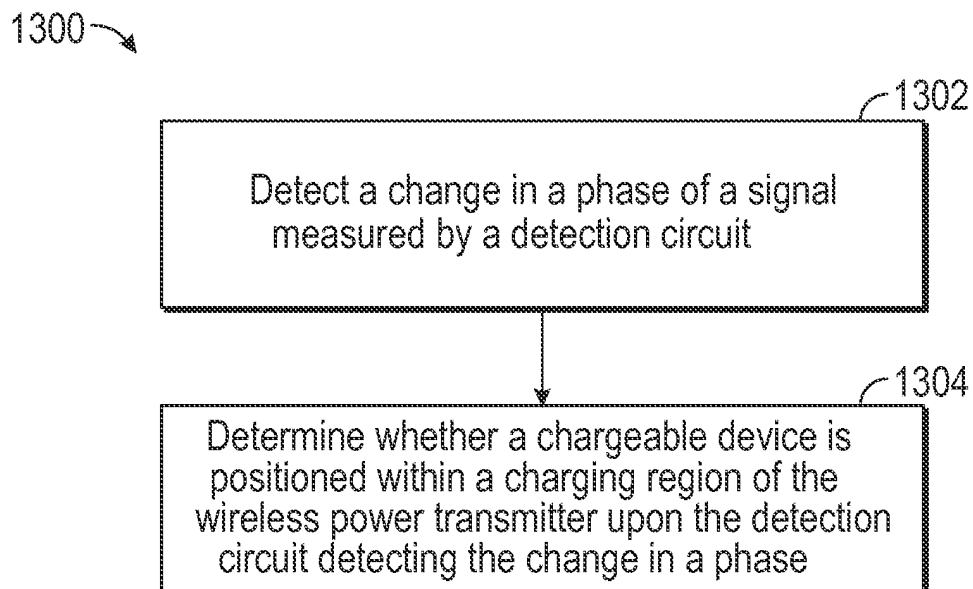 1300
1302
Detect a change in a phase of a signal
measured by a detection circuit
1304
Determine whether a chargeable device is
positioned within a charging region of the
wireless power transmitter upon the detection
circuit detecting the change in a phase